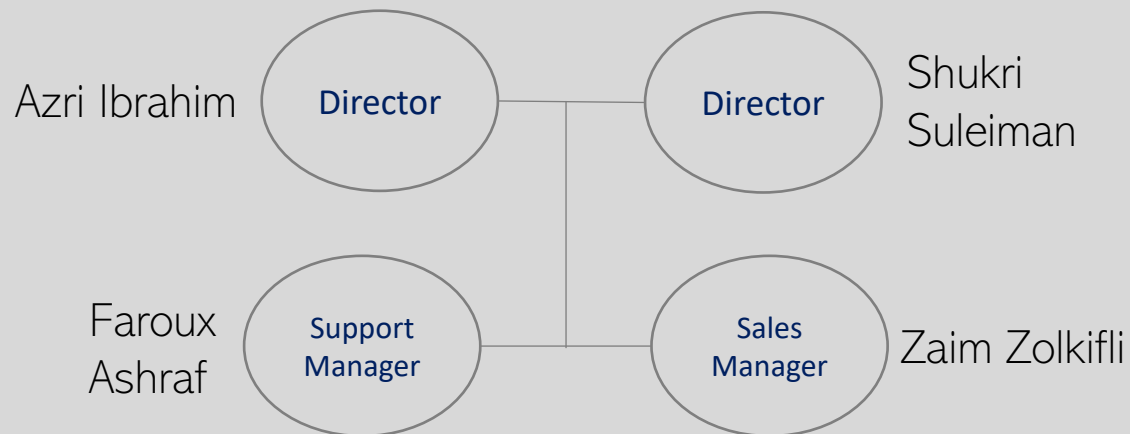 Azri Ibrahim
Director
Director
Shukri
Suleiman
Faroux
Ashraf
Support
Manager
Sales
Manager
Zaim Zolkifli